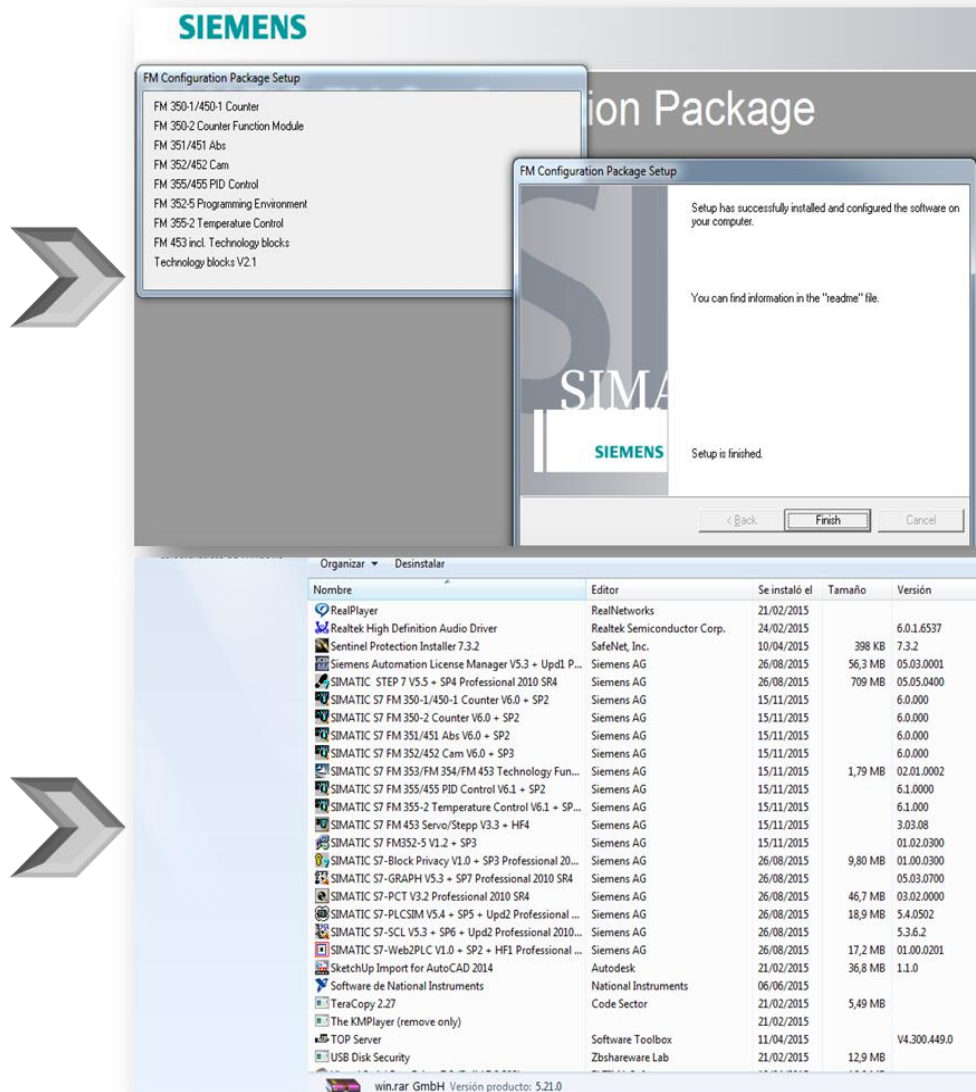 SIEMENS
FM Configuration Package Setup
FM 350-1/450-1 Counter
FM 350-2 Counter Function Module
FM 351/451 Abs
FM 352/452 Cam
FM 355/455 PID Control
FM 352-5 Programming Environment
FM 355-2 Temperature Control
FM 453 incl. Technology blocks
Technology blocks V2.1
ion Package
FM Configuration Package Setup
Setup has successfully installed and configured the software on
your computer.
You can find information in the "readme" file.
SI
SIMA
SIEMENS
Setup is finished.
< Back Finish Cancel
Organizar Desinstalar
Nombre Editor Se instaló el Tamaño Versión
RealPlayer RealNetworks 21/02/2015
Realtek High Definition Audio Driver Realtek Semiconductor Corp. 24/02/2015 6.0.1.6537
Sentinel Protection Installer 7.3.2 SafeNet, Inc. 10/04/2015 398 KB 7.3.2
Siemens Automation License Manager V5.3 + Upd1 P... Siemens AG 26/08/2015 56,3 MB 05.03.0001
SIMATIC STEP 7 V5.5 + SP4 Professional 2010 SR4 Siemens AG 26/08/2015 709 MB 05.05.0400
SIMATIC S7 FM 350-1/450-1 Counter V6.0 + SP2 Siemens AG 15/11/2015 6.0.000
SIMATIC S7 FM 350-2 Counter V6.0 + SP2 Siemens AG 15/11/2015 6.0.000
SIMATIC S7 FM 351/451 Abs V6.0 + SP2 Siemens AG 15/11/2015 6.0.000
SIMATIC S7 FM 352/452 Cam V6.0 + SP3 Siemens AG 15/11/2015 6.0.000
SIMATIC S7 FM 353/FM 354/FM 453 Technology Fun... Siemens AG 15/11/2015 1,79 MB 02.01.0002
SIMATIC S7 FM 355/455 PID Control V6.1 + SP2 Siemens AG 15/11/2015 6.1.0000
SIMATIC S7 FM 355-2 Temperature Control V6.1 + SP... Siemens AG 15/11/2015 6.1.000
SIMATIC S7 FM 453 Servo/Stepp V3.3 + HF4 Siemens AG 15/11/2015 3.03.08
SIMATIC S7 FM352-5 V1.2 + SP3 Siemens AG 15/11/2015 01.02.0300
SIMATIC S7-Block Privacy V1.0 + SP3 Professional 20... Siemens AG 26/08/2015 9,80 MB 01.00.0300
SIMATIC S7-GRAPH V5.3 + SP7 Professional 2010 SR4 Siemens AG 26/08/2015 05.03.0700
SIMATIC S7-PCT V3.2 Professional 2010 SR4 Siemens AG 26/08/2015 46,7 MB 03.02.0000
SIMATIC S7-PLCSIM V5.4 + SP5 + Upd2 Professional ... Siemens AG 26/08/2015 18,9 MB 5.4.0502
SIMATIC S7-SCL V5.3 + SP6 + Upd2 Professional 2010... Siemens AG 26/08/2015 5.3.6.2
SIMATIC S7-Web2PLC V1.0 + SP2 + HF1 Professional ... Siemens AG 26/08/2015 17,2 MB 01.00.0201
SketchUp Import for AutoCAD 2014 Autodesk 21/02/2015 36,8 MB 1.1.0
Software de National Instruments National Instruments 06/06/2015
TeraCopy 2.27 Code Sector 21/02/2015 5,49 MB
The KMPlayer (remove only) 21/02/2015
TOP Server Software Toolbox 11/04/2015 V4.300.449.0
USB Disk Security Zbshareware Lab 21/02/2015 12,9 MB
win.rar GmbH Versión producto: 5.21.0